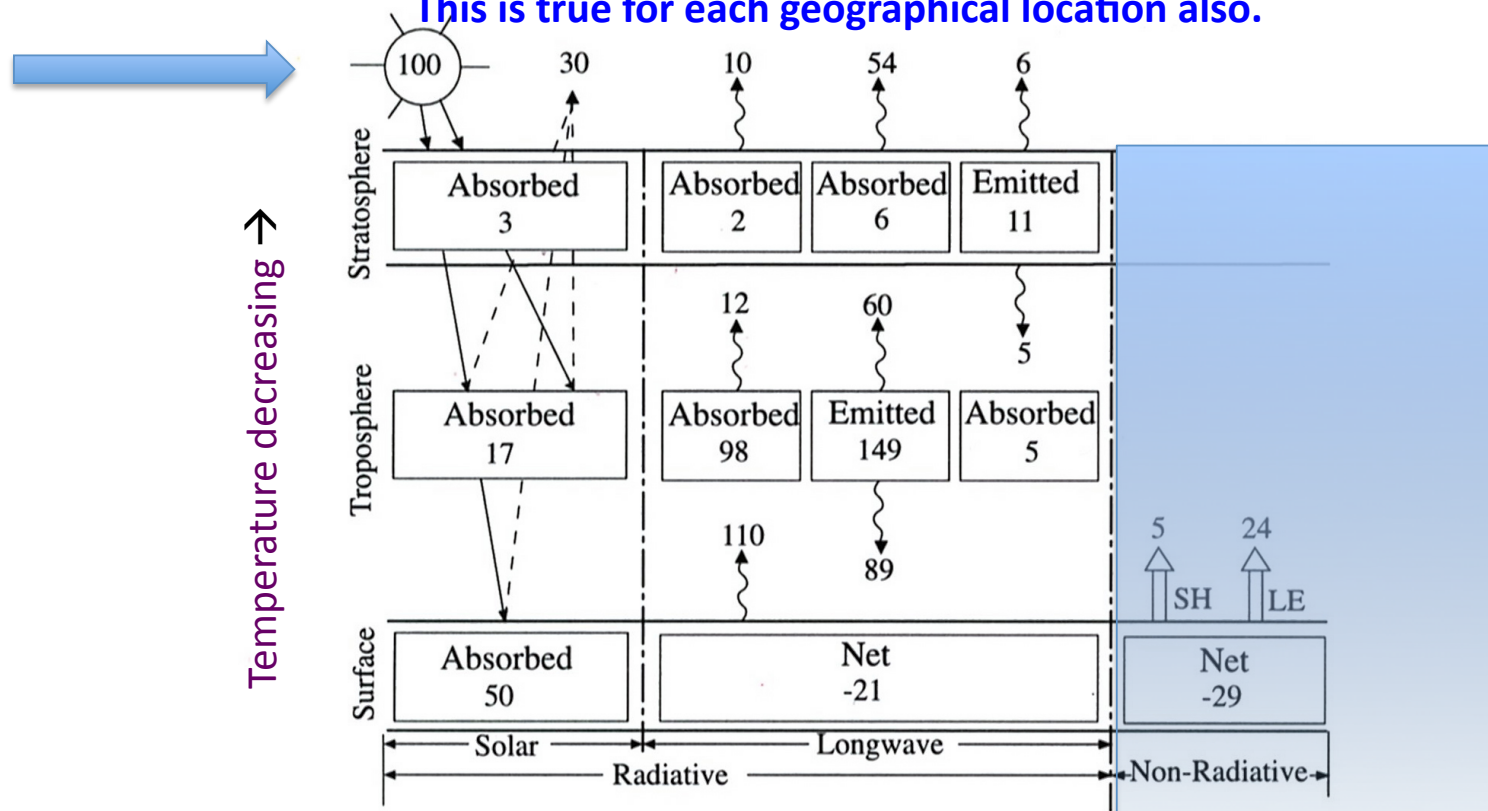 This is true for each geographical location also.
100 30 10 54 6
Stratosphere
Absorbed
3
Absorbed
2
Absorbed
6
Emitted
11
12 60
5
Temperature decreasing →
Troposphere
Absorbed
17
Absorbed
98
Emitted
149
Absorbed
5
110
89
5 24
SH LE
Surface
Absorbed
50
Net
-21
Net
-29
Solar Longwave
Radiative Non-Radiative